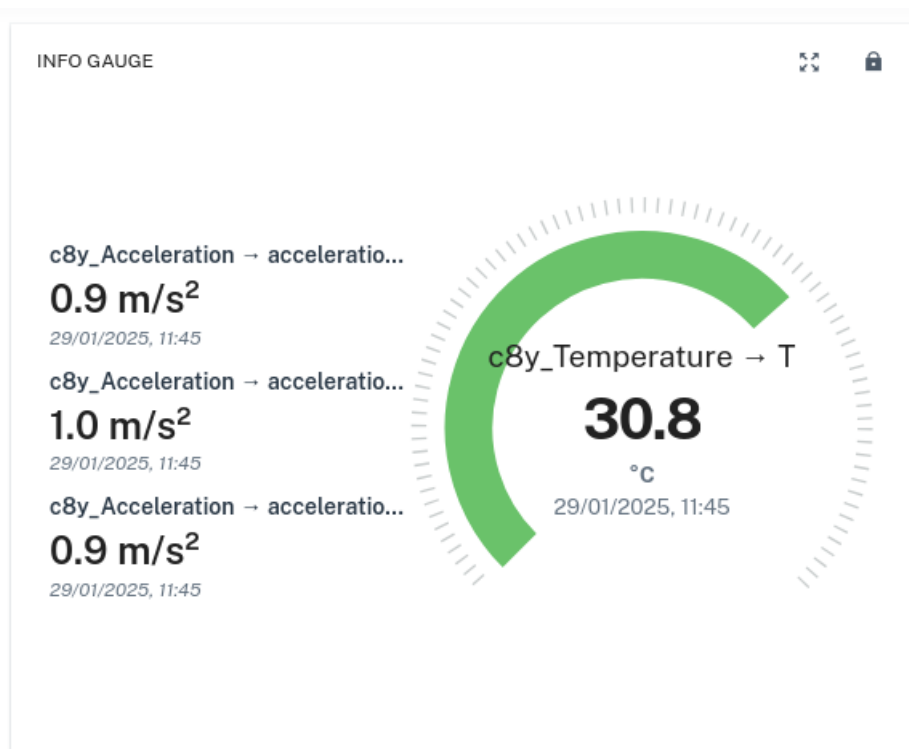 INFO GAUGE
c8y_Acceleration → acceleratio...
0.9 m/s²
29/01/2025, 11:45
c8y_Acceleration → acceleratio...
1.0 m/s²
29/01/2025, 11:45
c8y_Acceleration → acceleratio...
0.9 m/s²
29/01/2025, 11:45
c8y_Temperature → T
30.8
°C
29/01/2025, 11:45